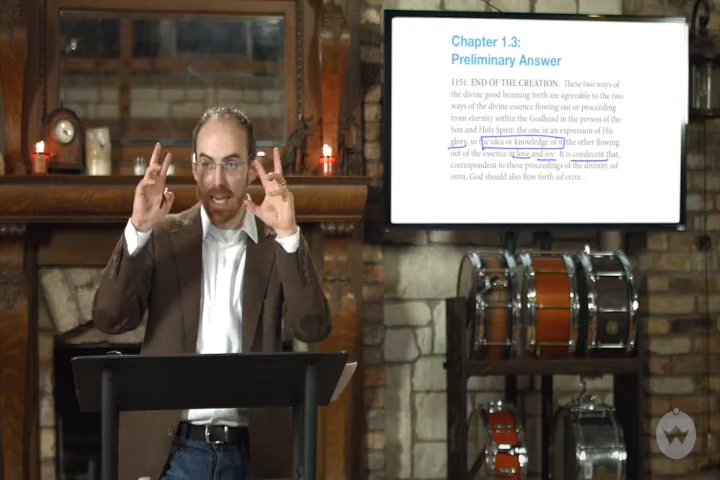 Chapter 1.3:
Preliminary Answer
1151. END OF THE CREATION. These two ways of
the divine good beaming forth are agreeable to the two
ways of the divine essence flowing out or proceeding
from eternity within the Godhead in the person of the
Son and Holy Spirit: the one in an expression of His
glory, in the idea or knowledge of it; the other flowing
out of the essence in love and joy. It is condecent that,
correspondent to these proceedings of the divinity ad
intra, God should also flow forth ad extra…